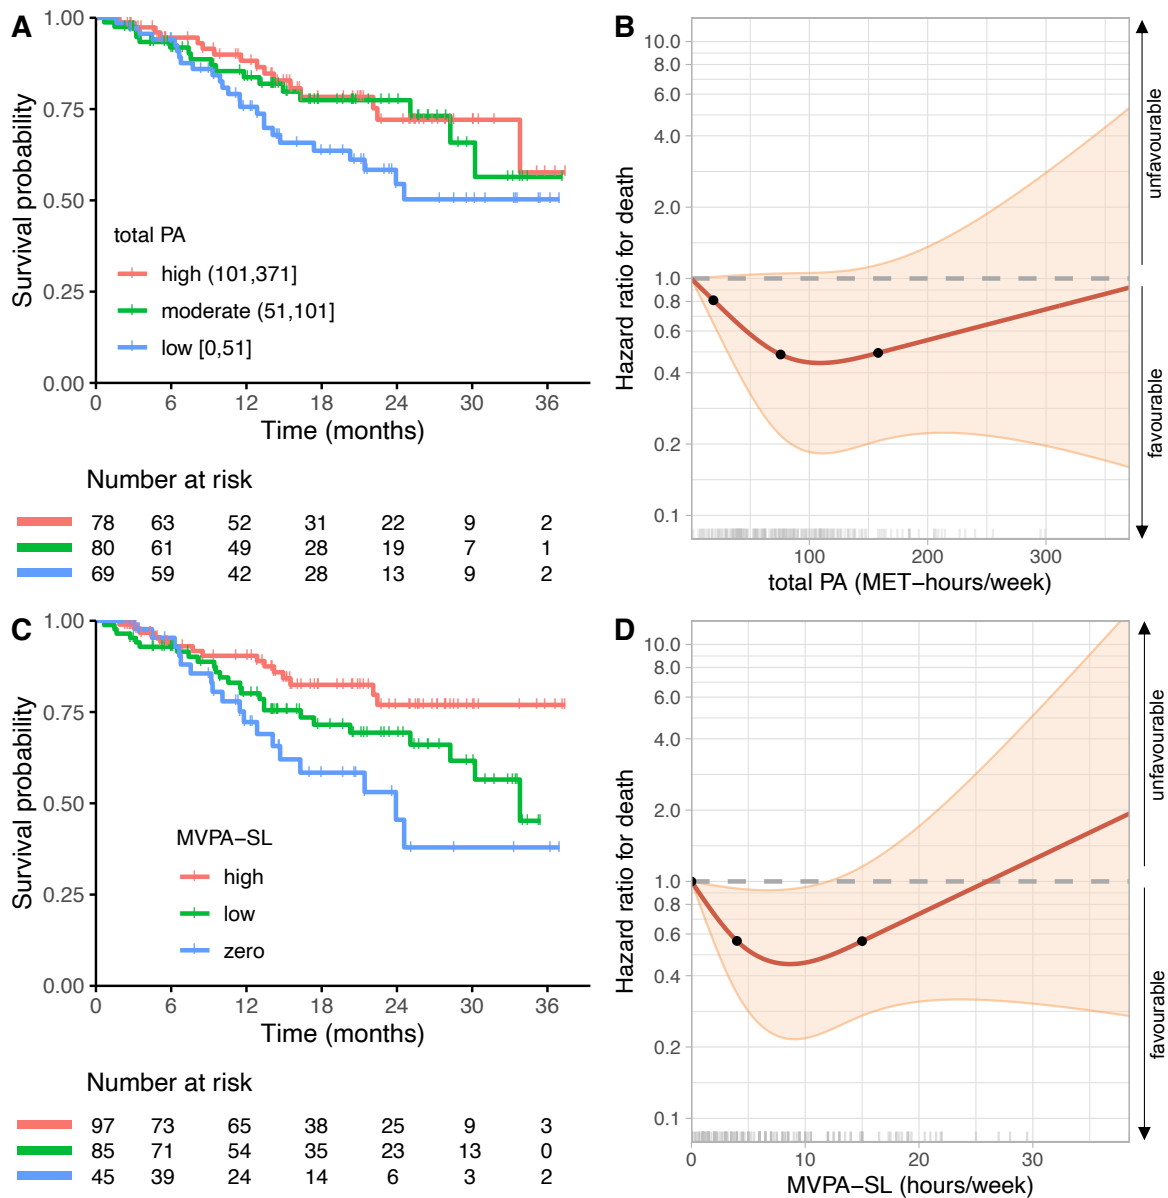 A
Survival probability
1.00
0.75
0.50
0.25
0.00
total PA
high (101,371]
moderate (51,101]
low [0,51]
0 6 12 18 24 30 36
Time (months)
Number at risk
78 63 52 31 22 9 2
80 61 49 28 19 7 1
69 59 42 28 13 9 2
B
Hazard ratio for death
10.0
8.0
6.0
4.0
2.0
1.0
0.8
0.6
0.4
0.2
0.1
100 200 300
total PA (MET−hours/week)
unfavourable
favourable
C
Survival probability
1.00
0.75
0.50
0.25
0.00
MVPA−SL
high
low
zero
0 6 12 18 24 30 36
Time (months)
Number at risk
97 73 65 38 25 9 3
85 71 54 35 23 13 0
45 39 24 14 6 3 2
D
Hazard ratio for death
10.0
8.0
6.0
4.0
2.0
1.0
0.8
0.6
0.4
0.2
0.1
0 10 20 30
MVPA−SL (hours/week)
unfavourable
favourable